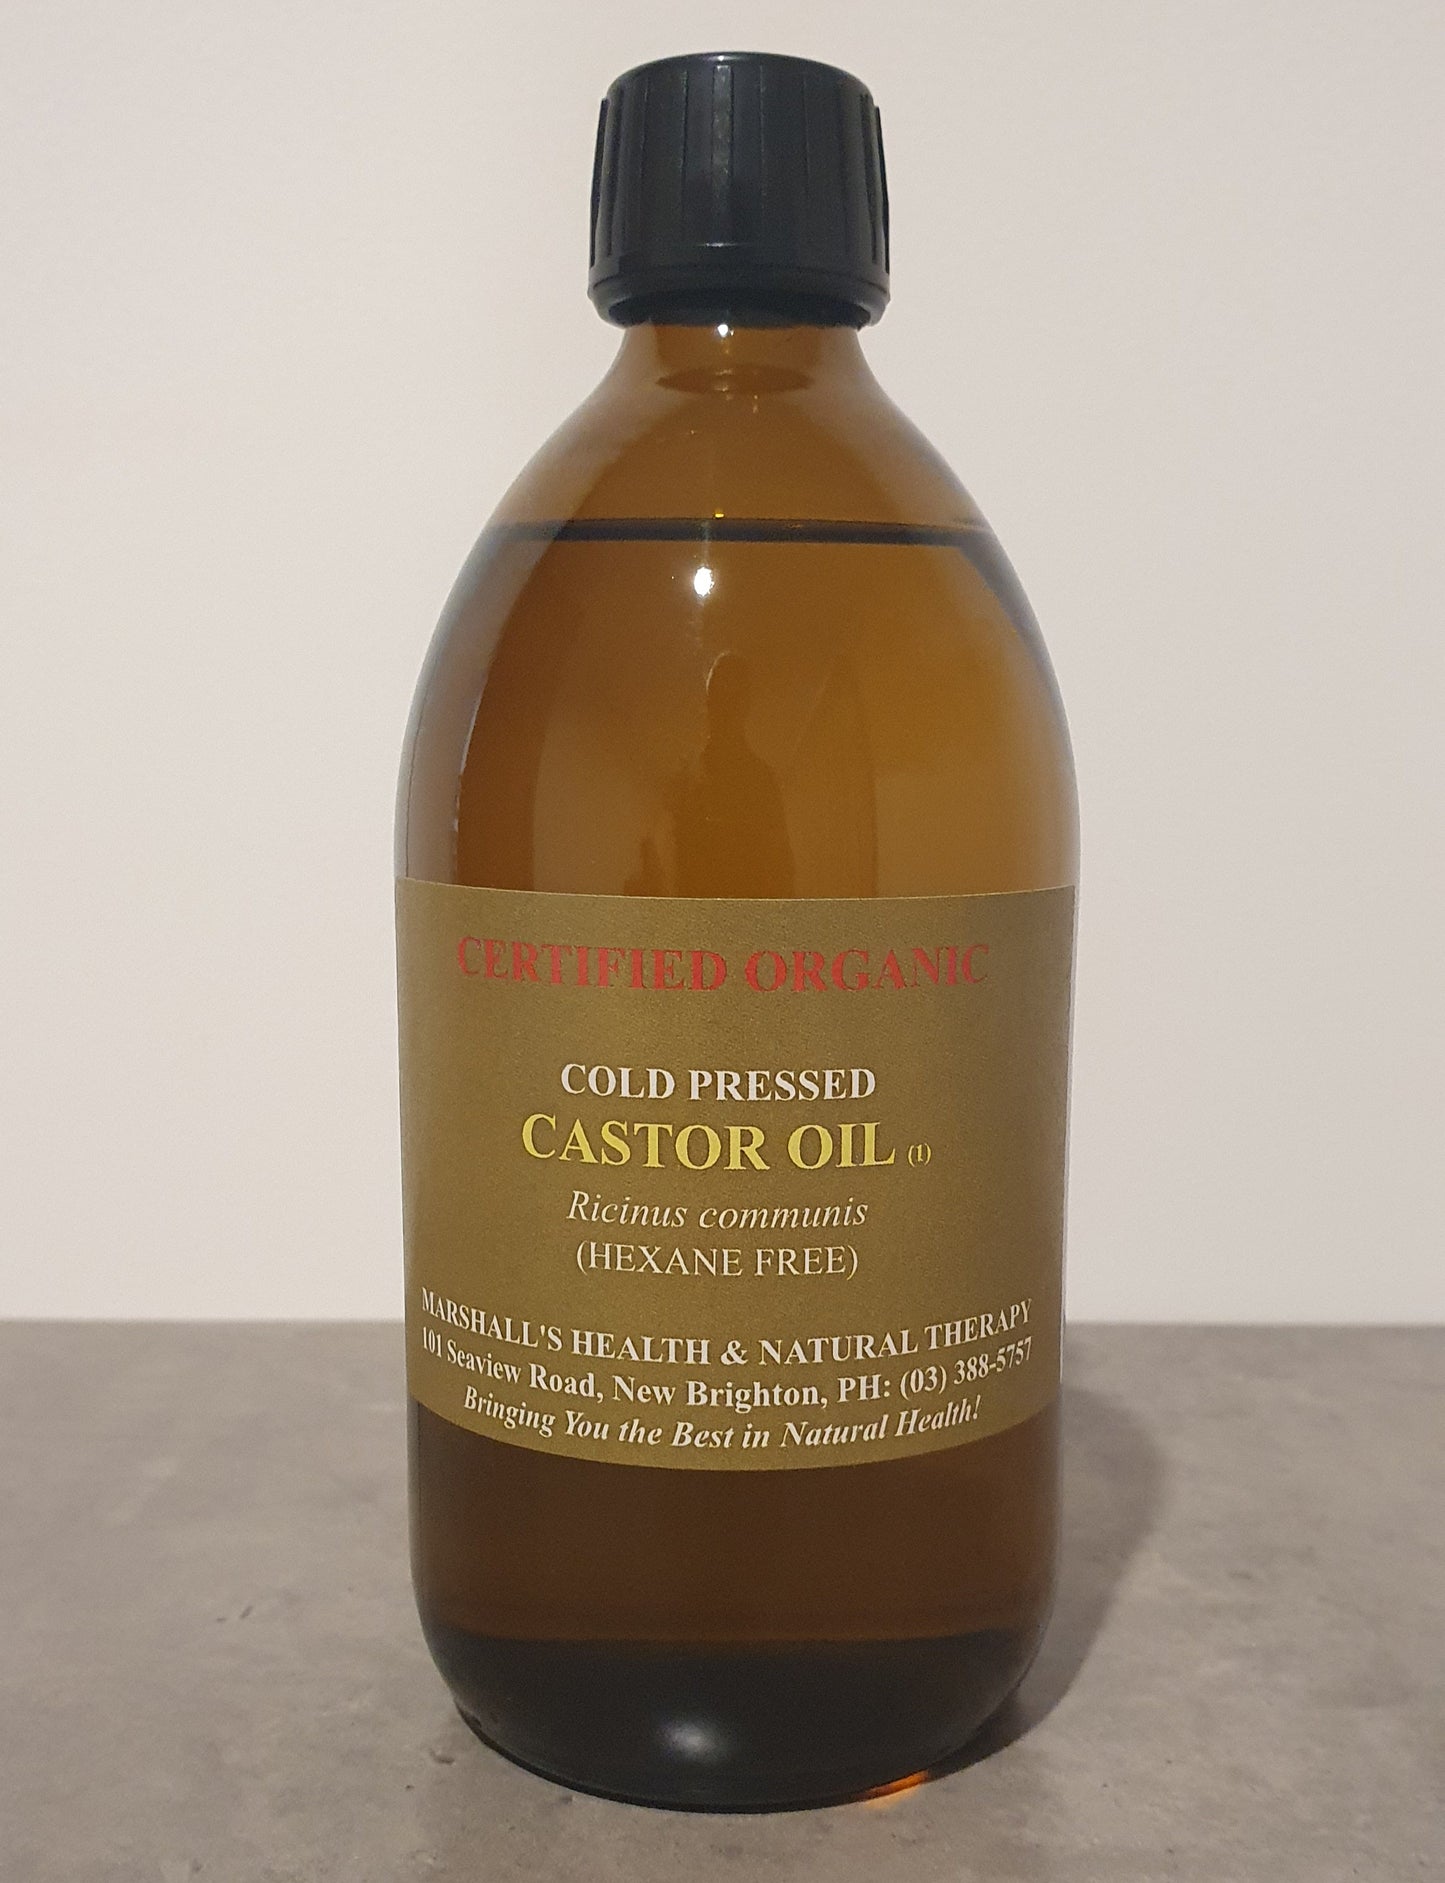 CERTIFIED ORGANIC
COLD PRESSED
CASTOR OIL (1)
Ricinus communis
(HEXANE FREE)
MARSHALL'S HEALTH & NATURAL THERAPY
101 Seaview Road, New Brighton, PH: (03) 388-5757
Bringing You the Best in Natural Health!